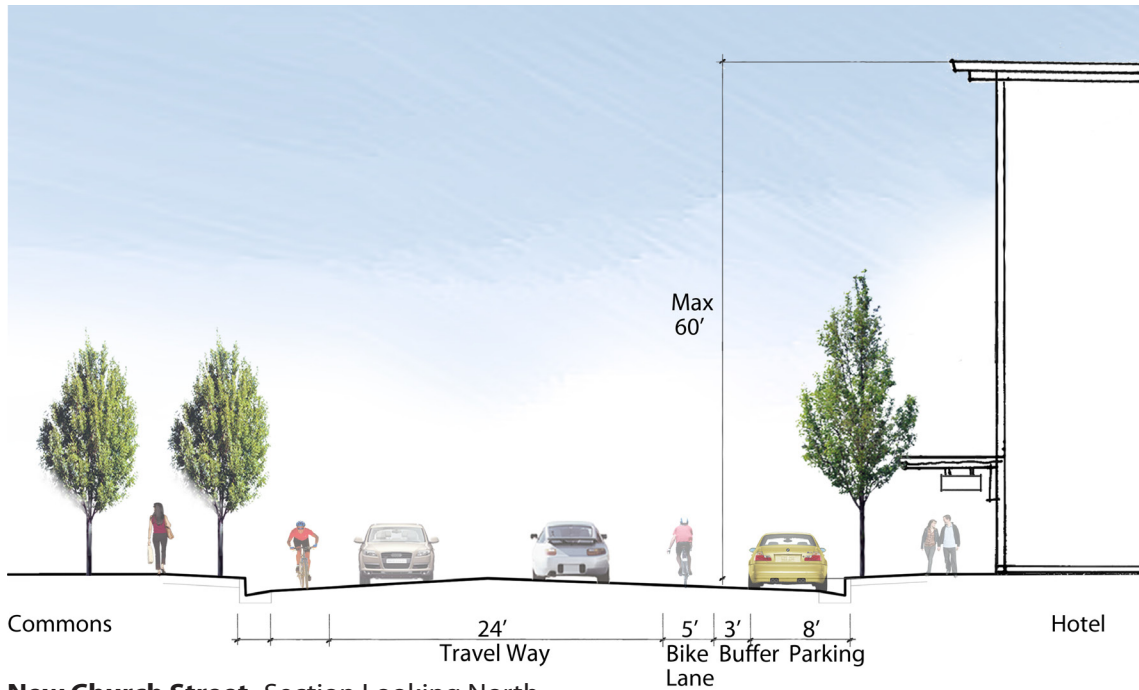 Max
60’
Commons
24’
5’
3’
8’
Hotel
Travel Way
Bike
Lane
Buffer
Parking
New Church Street Section Looking North